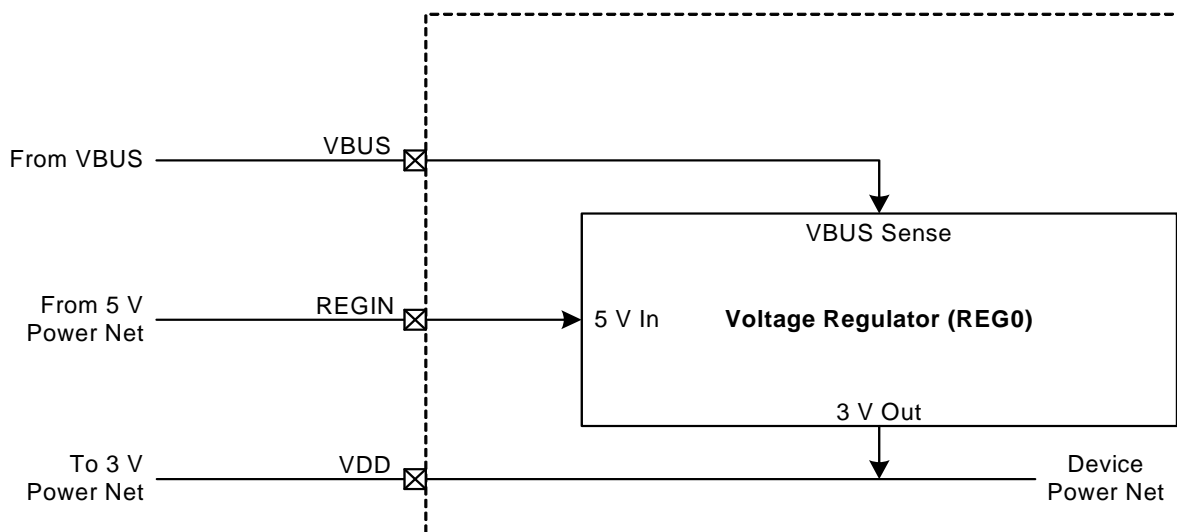 VBUS
From VBUS
VBUS Sense
From 5 V
Power Net
REGIN
5 V In
Voltage Regulator (REG0)
3 V Out
To 3 V
Power Net
VDD
Device
Power Net